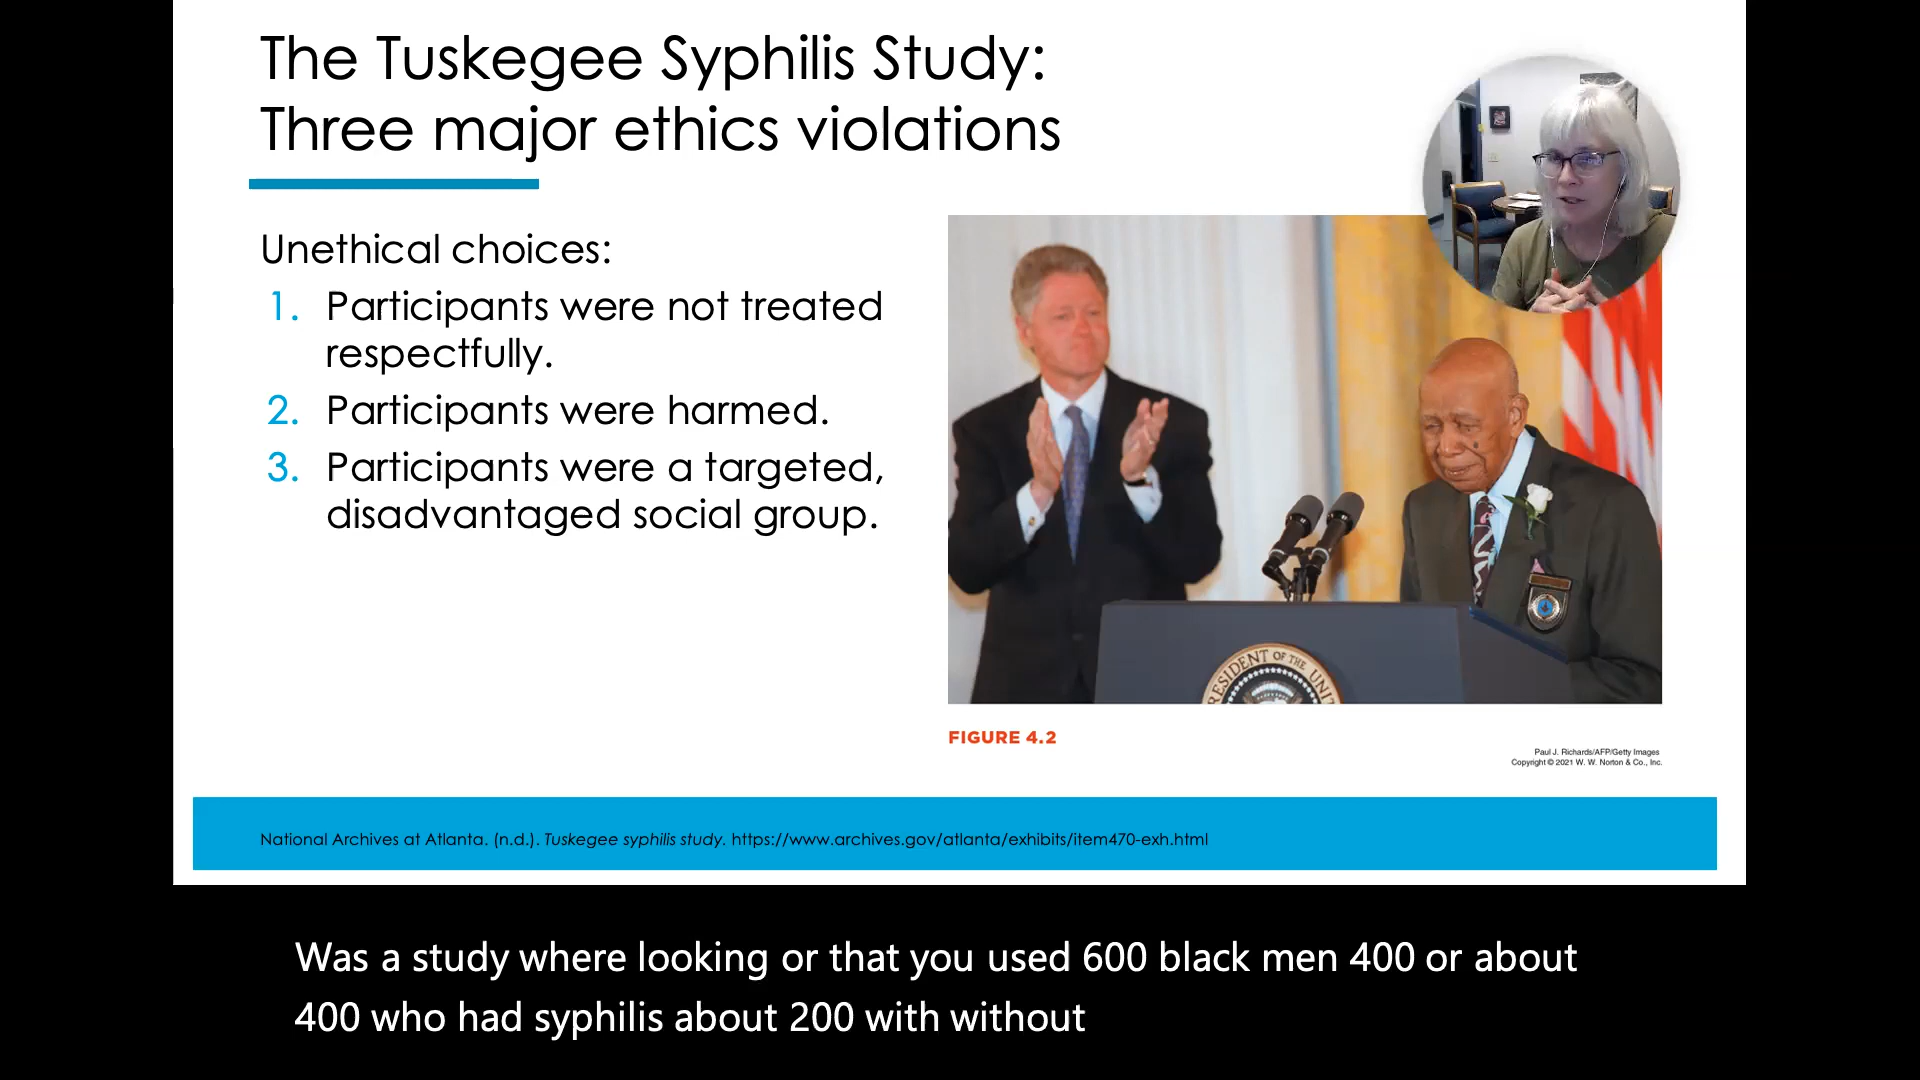 The Tuskegee Syphilis Study:
Three major ethics violations
Unethical choices:
1. Participants were not treated
respectfully.
2. Participants were harmed.
3. Participants were a targeted,
disadvantaged social group.
RESIDENT OF THE UNIT
FIGURE 4.2
Paul J. Richards/AFP/Getty Images
Copyright © 2021 W. W. Norton & Co., Inc.
National Archives at Atlanta. (n.d.). Tuskegee syphilis study. https://www.archives.gov/atlanta/exhibits/item470-exh.html
Was a study where looking or that you used 600 black men 400 or about
400 who had syphilis about 200 with without